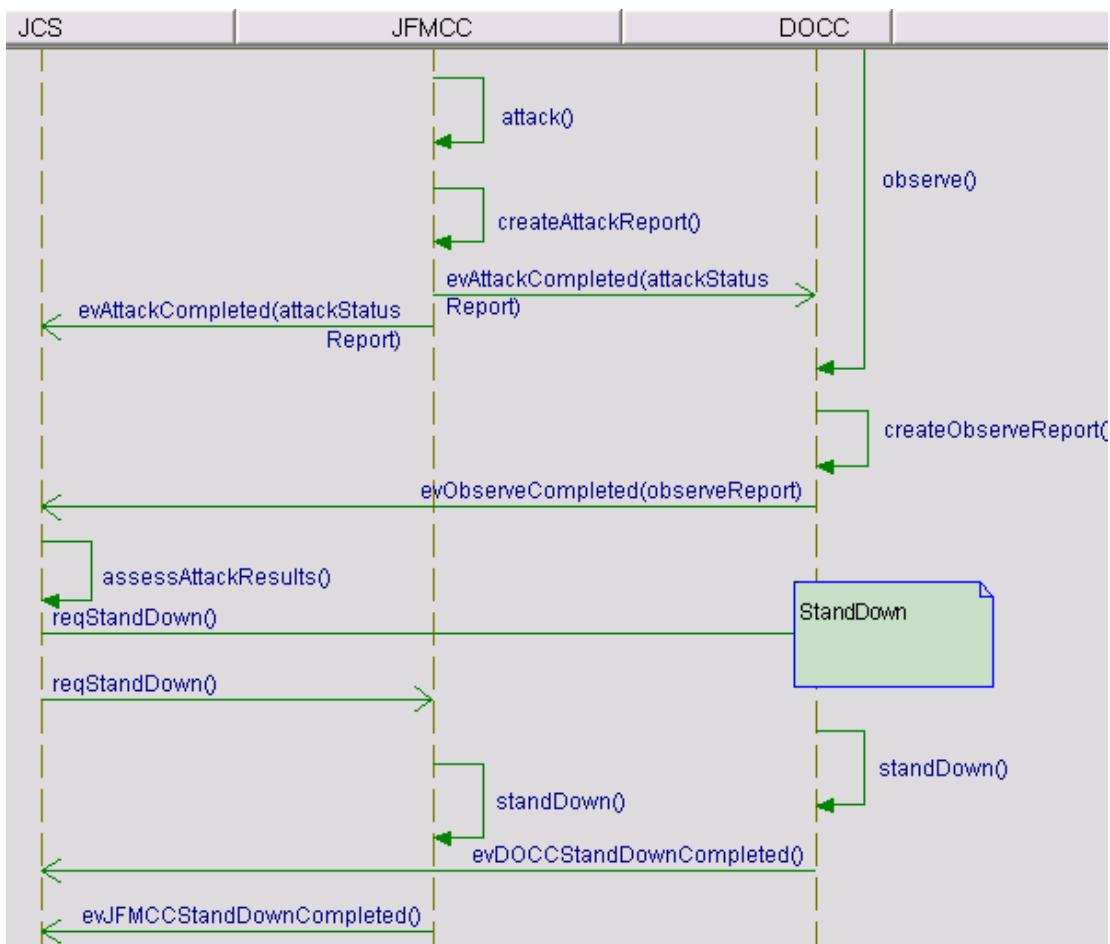 JCS
JFMCC
DOCC
attack()
observe()
createAttackReport()
evAttackCompleted(attackStatus
Report)
evAttackCompleted(attackStatus
Report)
createObserveReport()
evObserveCompleted(observeReport)
assessAttackResults()
StandDown
reqStandDown()
reqStandDown()
standDown()
standDown()
evDOCCStandDownCompleted()
evJFMCCStandDownCompleted()